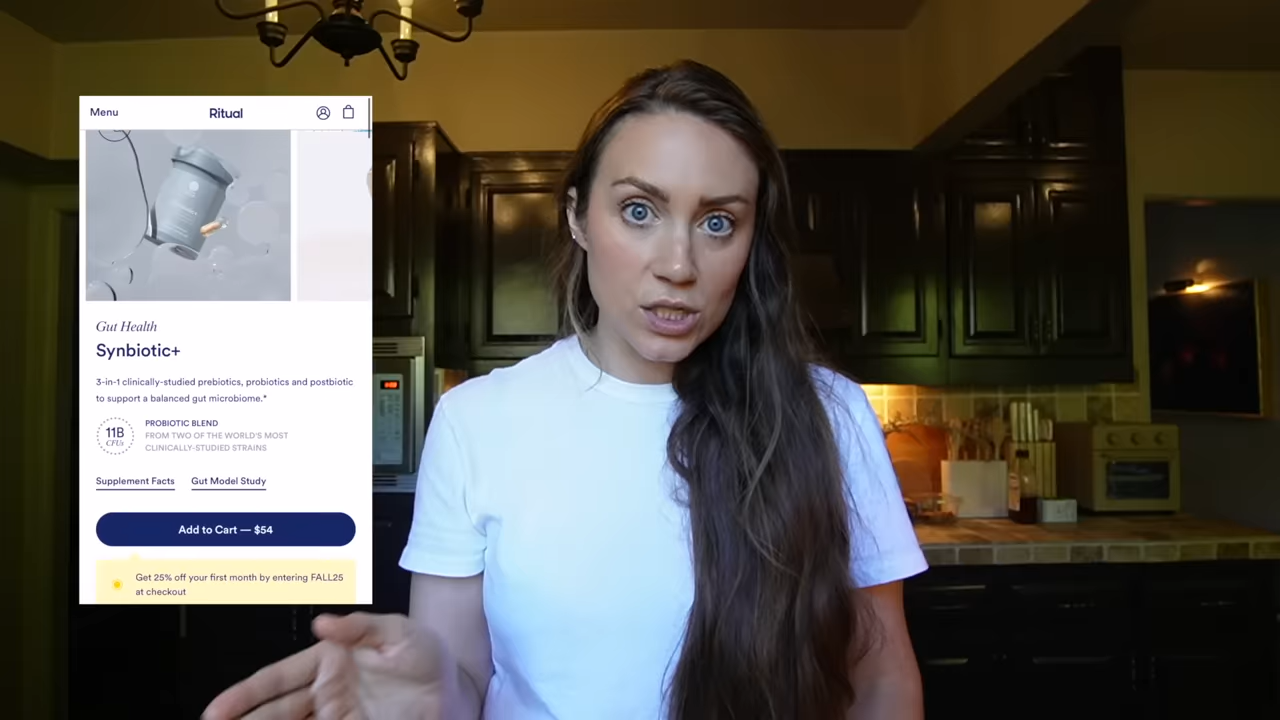 Menu
Ritual
Gut Health
Synbiotic+
3-in-1 clinically-studied prebiotics, probiotics and postbiotic
to support a balanced gut microbiome.*
11B
CFUs
PROBIOTIC BLEND
FROM TWO OF THE WORLD'S MOST
CLINICALLY-STUDIED STRAINS
Supplement Facts
Gut Model Study
Add to Cart — $54
Get 25% off your first month by entering FALL25
at checkout